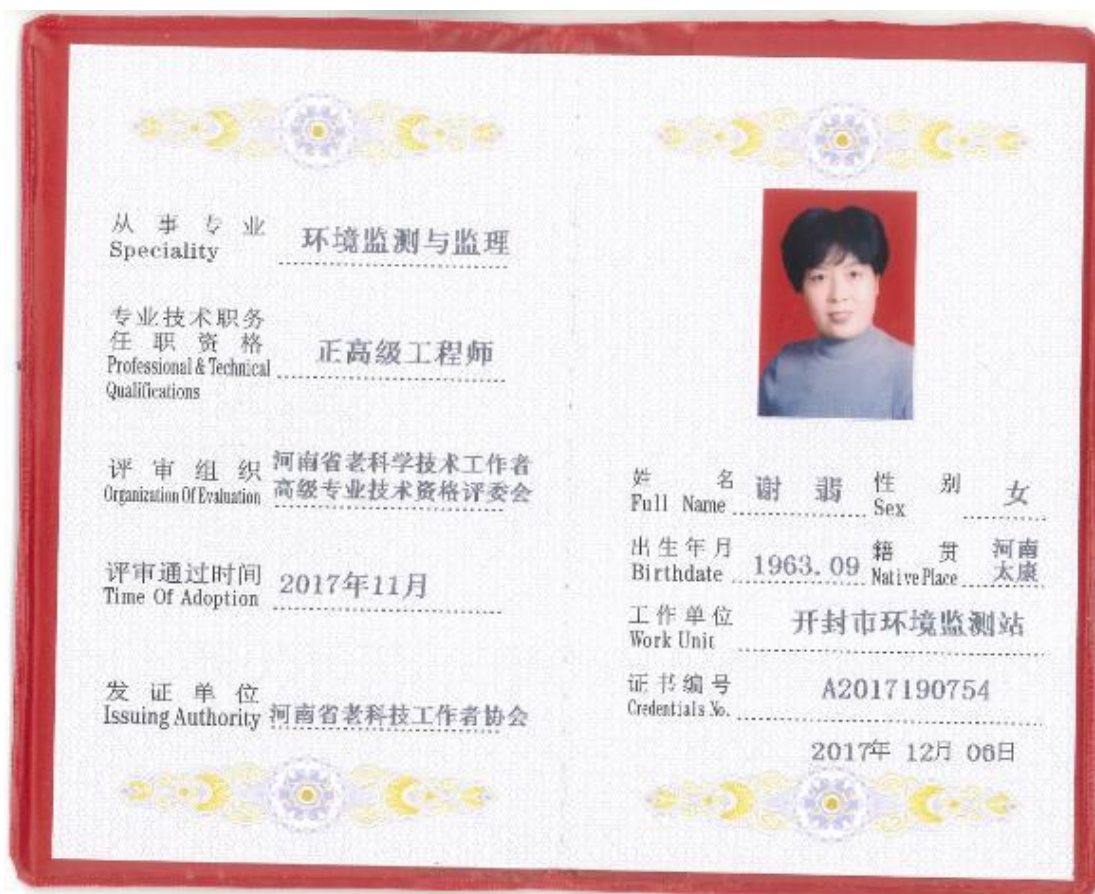 从事专业 环境监测与监理
Speciality
专业技术职务
任职资格 正高级工程师
Professional & Technical
Qualifications
评审组织 河南省老科学技术工作者
Organization Of Evaluation 高级专业技术资格评委会
评审通过时间 2017年11月
Time Of Adoption
发证单位
Issuing Authority 河南省老科技工作者协会
姓名 谢翡 性别 女
Full Name Sex
出生年月 1963.09 籍贯 河南
Birthdate Native Place 太康
工作单位 开封市环境监测站
Work Unit
证书编号 A2017190754
Credentials No.
2017年 12月 06日